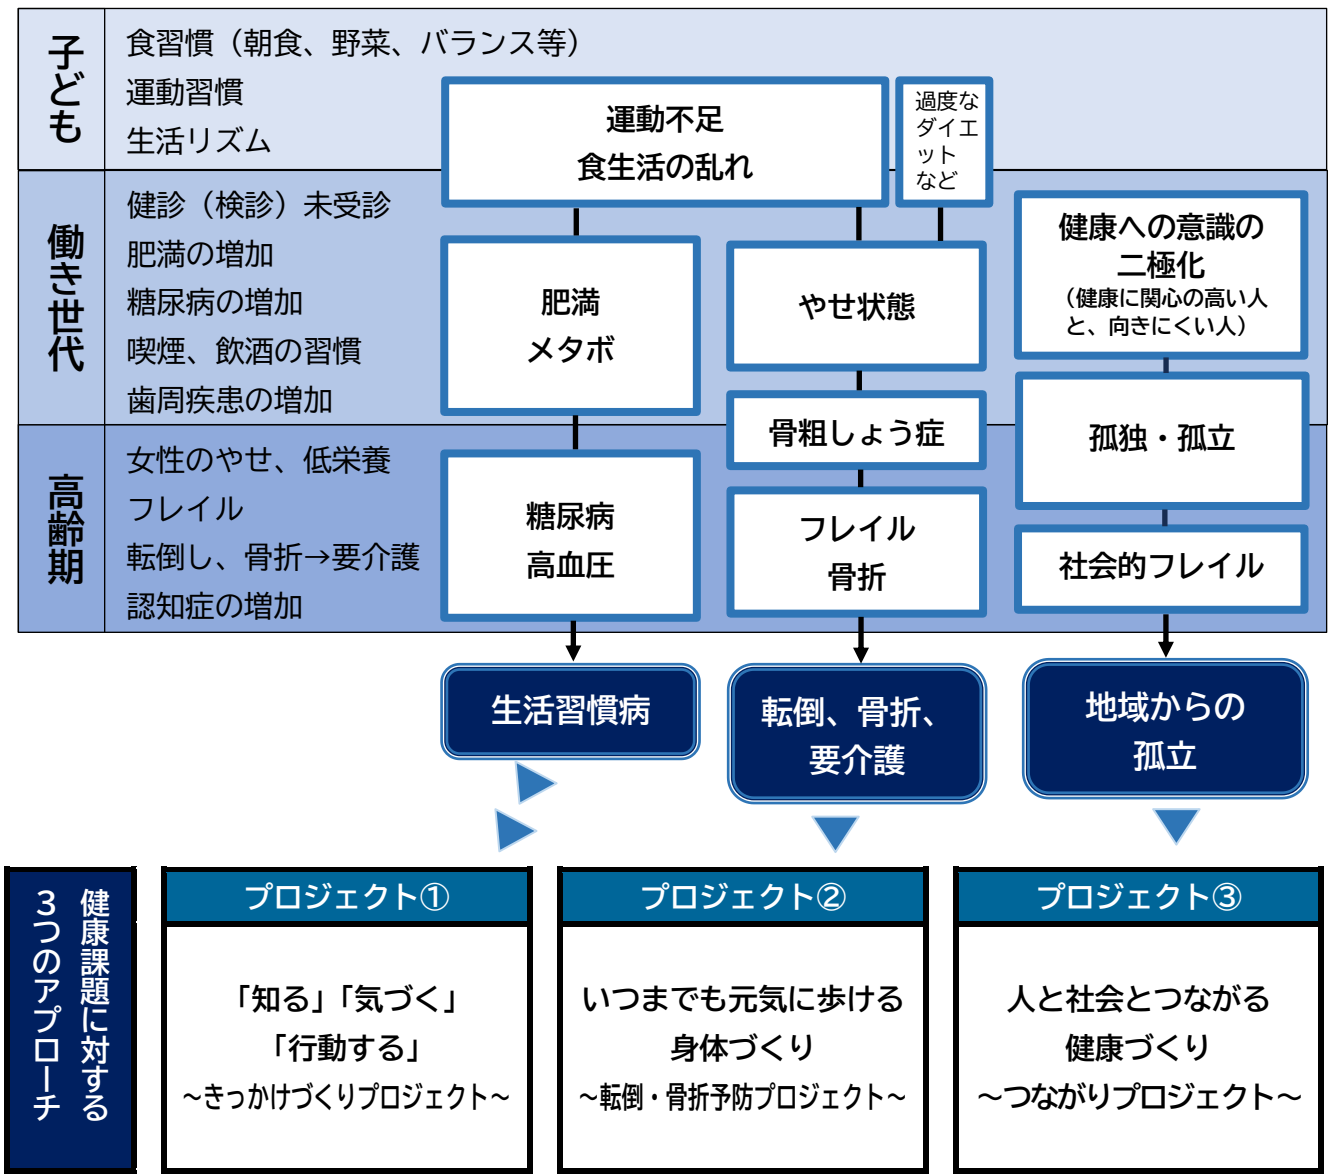 子ども
食習慣（朝食、野菜、バランス等）
運動習慣
生活リズム
働き世代
健診（検診）未受診
肥満の増加
糖尿病の増加
喫煙、飲酒の習慣
歯周疾患の増加
高齢期
女性のやせ、低栄養
フレイル
転倒し、骨折→要介護
認知症の増加
運動不足
食生活の乱れ
過度な
ダイエ
ット
など
肥満
メタボ
糖尿病
高血圧
生活習慣病
やせ状態
骨粗しょう症
フレイル
骨折
転倒、骨折、
要介護
健康への意識の
二極化
（健康に関心の高い人
と、向きにくい人）
孤独・孤立
社会的フレイル
地域からの
孤立
健康課題に対する
３つのアプローチ
プロジェクト①
「知る」「気づく」
「行動する」
～きっかけづくりプロジェクト～
プロジェクト②
いつまでも元気に歩ける
身体づくり
～転倒・骨折予防プロジェクト～
プロジェクト③
人と社会とつながる
健康づくり
～つながりプロジェクト～